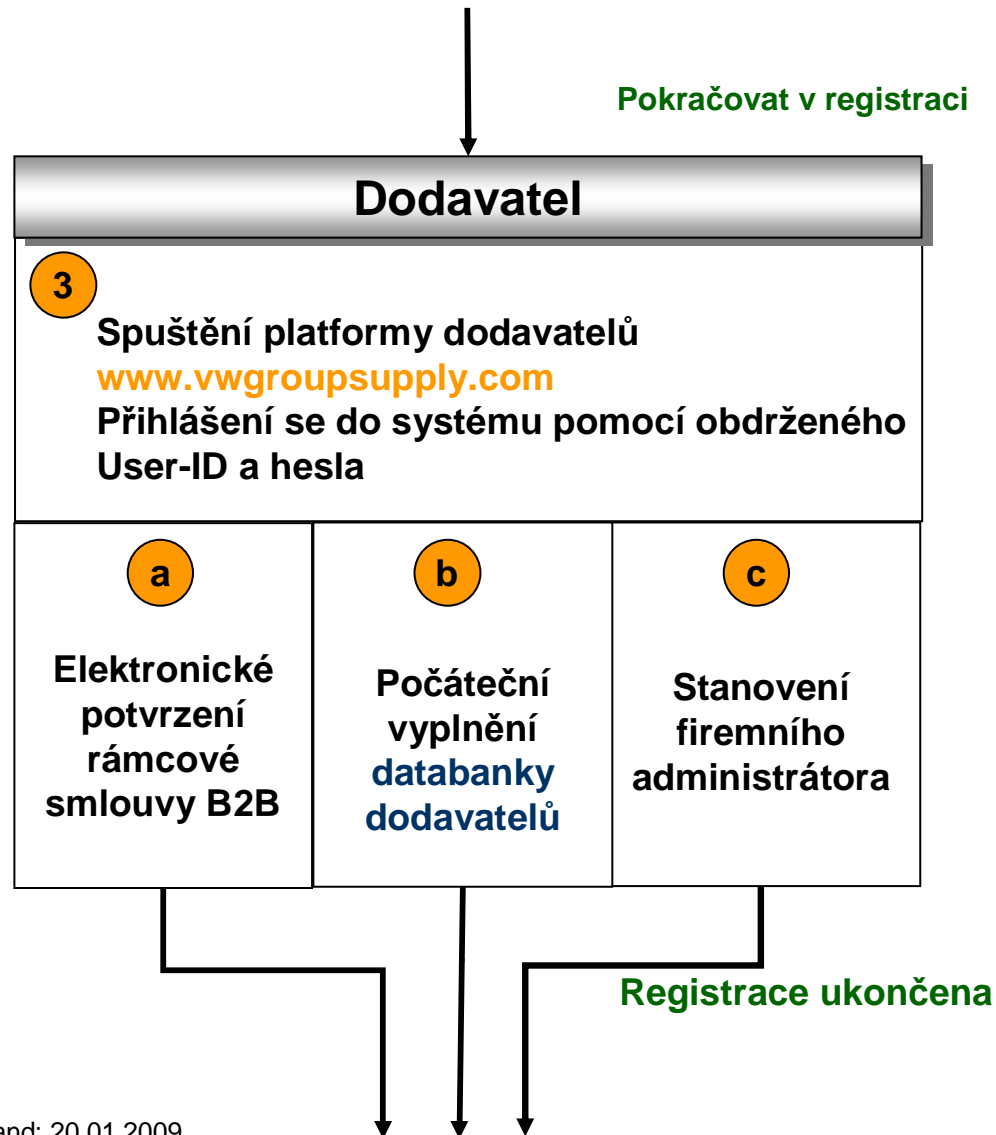 Pokračovat v registraci
Dodavatel
3
Spuštění platformy dodavatelů
www.vwgroupsupply.com
Přihlášení se do systému pomocí obdrženého
User-ID a hesla
a
Elektronické
potvrzení
rámcové
smlouvy B2B
b
Počáteční
vyplnění
databanky
dodavatelů
c
Stanovení
firemního
administrátora
Registrace ukončena
20.01.2009